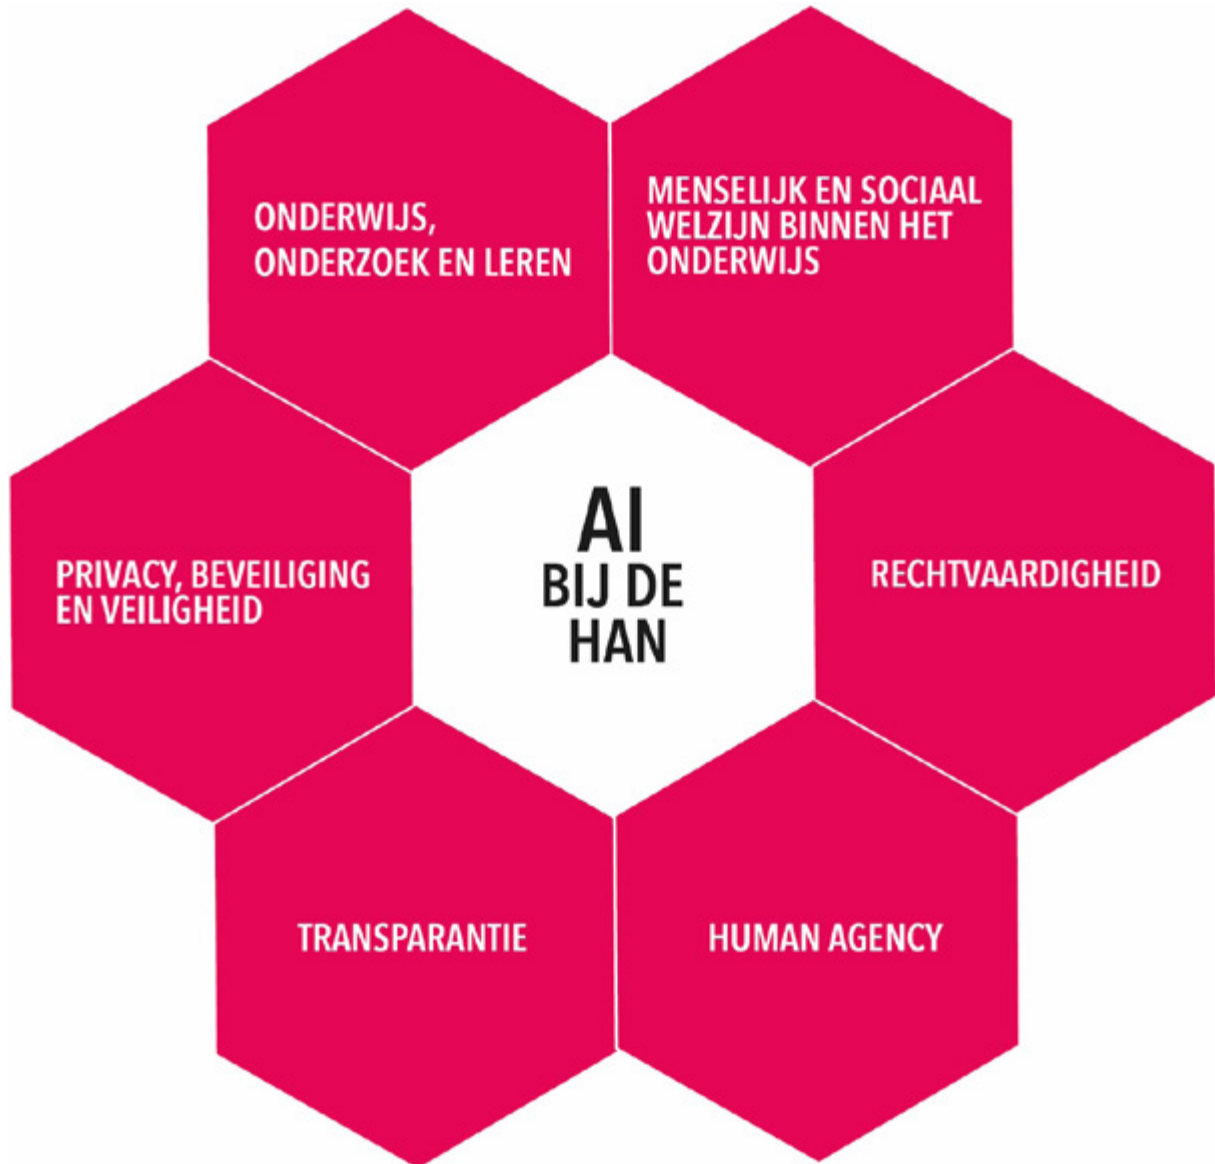 ONDERWIJS,
ONDERZOEK EN LEREN
MENSELIJK EN SOCIAAL
WELZIJN BINNEN HET
ONDERWIJS
PRIVACY, BEVEILIGING
EN VEILIGHEID
AI
BIJ DE
HAN
RECHTVAARDIGHEID
TRANSPARANTIE
HUMAN AGENCY